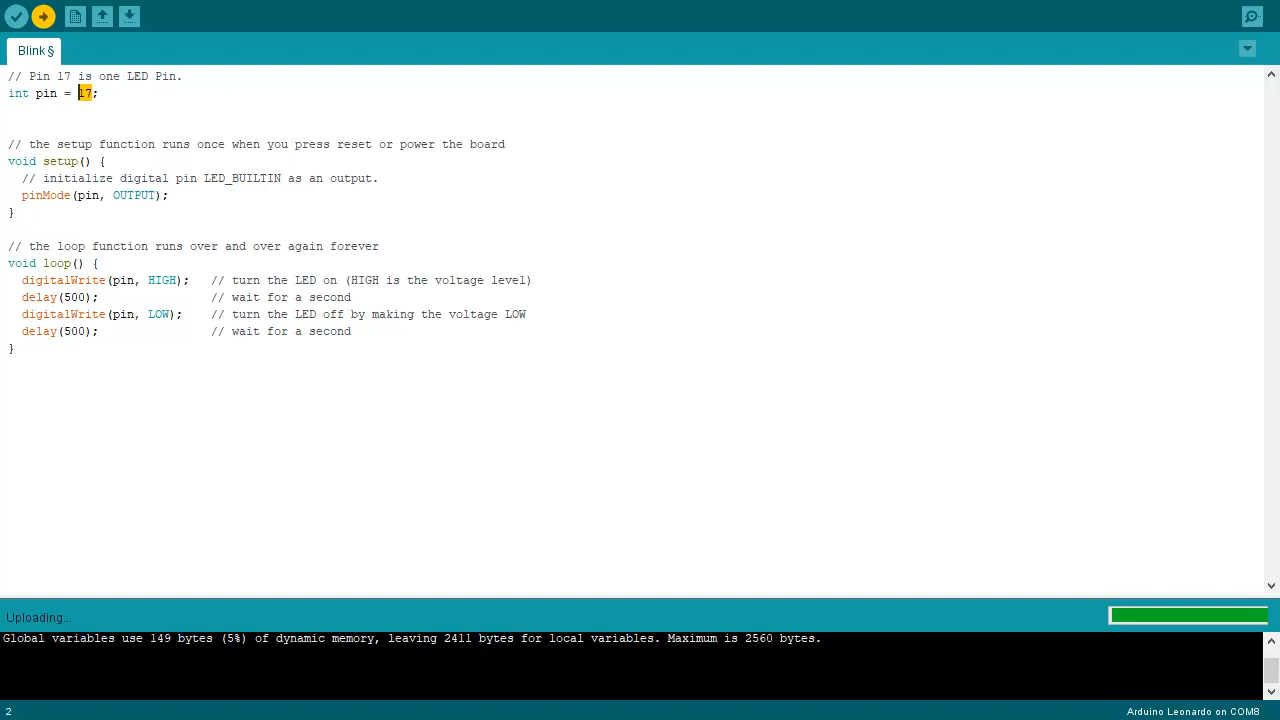 Blink §
// Pin 17 is one LED Pin.
int pin = 17;
// the setup function runs once when you press reset or power the board
void setup() {
// initialize digital pin LED_BUILTIN as an output.
pinMode(pin, OUTPUT);
}
// the loop function runs over and over again forever
void loop() {
digitalWrite(pin, HIGH);   // turn the LED on (HIGH is the voltage level)
delay(500);                // wait for a second
digitalWrite(pin, LOW);    // turn the LED off by making the voltage LOW
delay(500);                // wait for a second
}
Uploading...
Global variables use 149 bytes (5%) of dynamic memory, leaving 2411 bytes for local variables. Maximum is 2560 bytes.
2
Arduino Leonardo on COM8